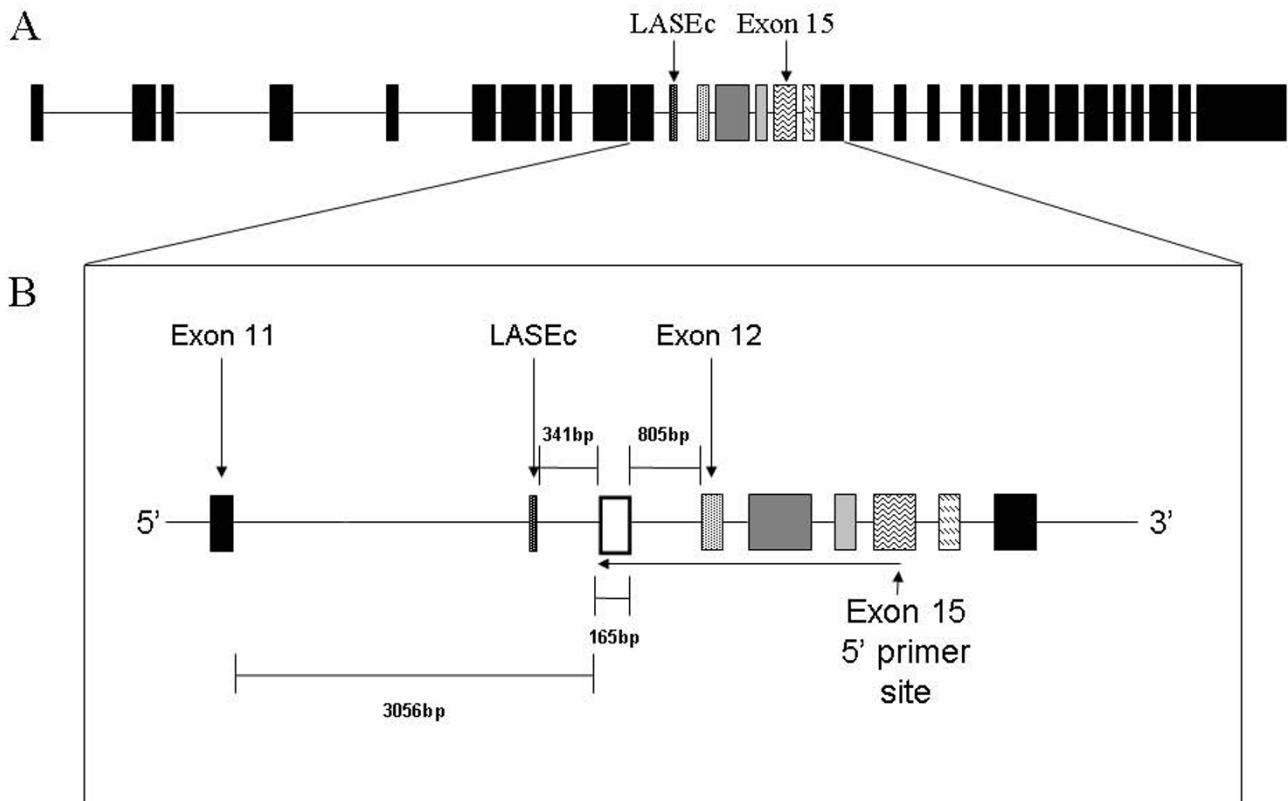 A
LASEc Exon 15
B
Exon 11 LASEc Exon 12
341bp 805bp
5’ 3’
165bp
Exon 15
5’ primer
site
3056bp